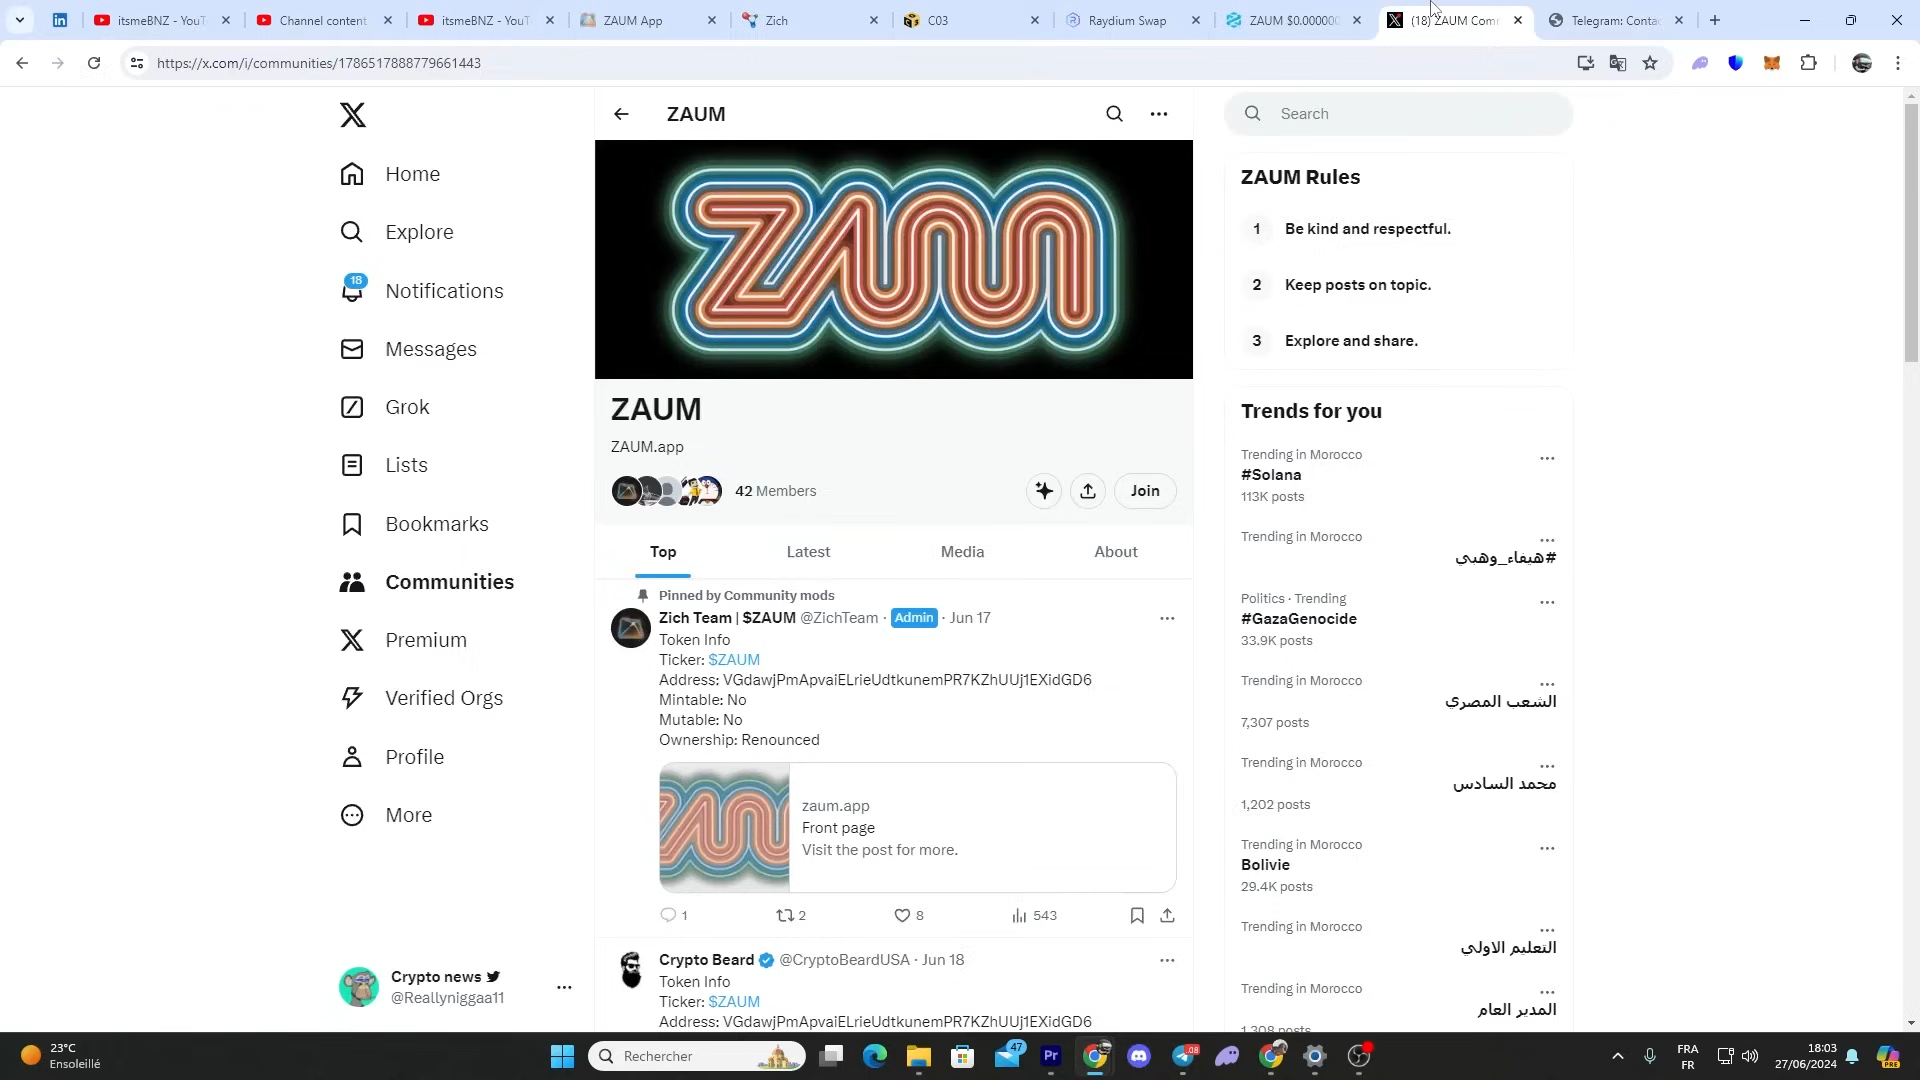 itsmeBNZ - YouT
Channel content
itsmeBNZ - YouT
ZAUM App
Zich
C03
Raydium Swap
ZAUM $0.000000
(18) ZAUM Com
Telegram: Contac
https://x.com/i/communities/1786517888779661443
ZAUM
Search
Home
Explore
18
Notifications
Messages
Grok
Lists
Bookmarks
Communities
Premium
Verified Orgs
Profile
More
Crypto news
@Reallyniggaa11
ZAUM
ZAUM
ZAUM.app
42 Members
Join
Top
Latest
Media
About
Pinned by Community mods
Zich Team | $ZAUM @ZichTeam · Admin · Jun 17
Token Info
Ticker: $ZAUM
Address: VGdawjPmApvaiELrieUdtkunemPR7KZhUUj1EXidGD6
Mintable: No
Mutable: No
Ownership: Renounced
zaum.app
Front page
Visit the post for more.
1
2
8
543
Crypto Beard @CryptoBeardUSA · Jun 18
Token Info
Ticker: $ZAUM
Address: VGdawjPmApvaiELrieUdtkunemPR7KZhUUj1EXidGD6
ZAUM Rules
1 Be kind and respectful.
2 Keep posts on topic.
3 Explore and share.
Trends for you
Trending in Morocco
#Solana
113K posts
Trending in Morocco
#هيفاء_وهبي
Politics · Trending
#GazaGenocide
33.9K posts
Trending in Morocco
الشعب المصري
7,307 posts
Trending in Morocco
محمد السادس
1,202 posts
Trending in Morocco
Bolivie
29.4K posts
Trending in Morocco
التعليم الاولي
Trending in Morocco
المدير العام
1,308 posts
23°C
Ensoleillé
Rechercher
47
Pr
.08
FRA
FR
18:03
27/06/2024
PRE